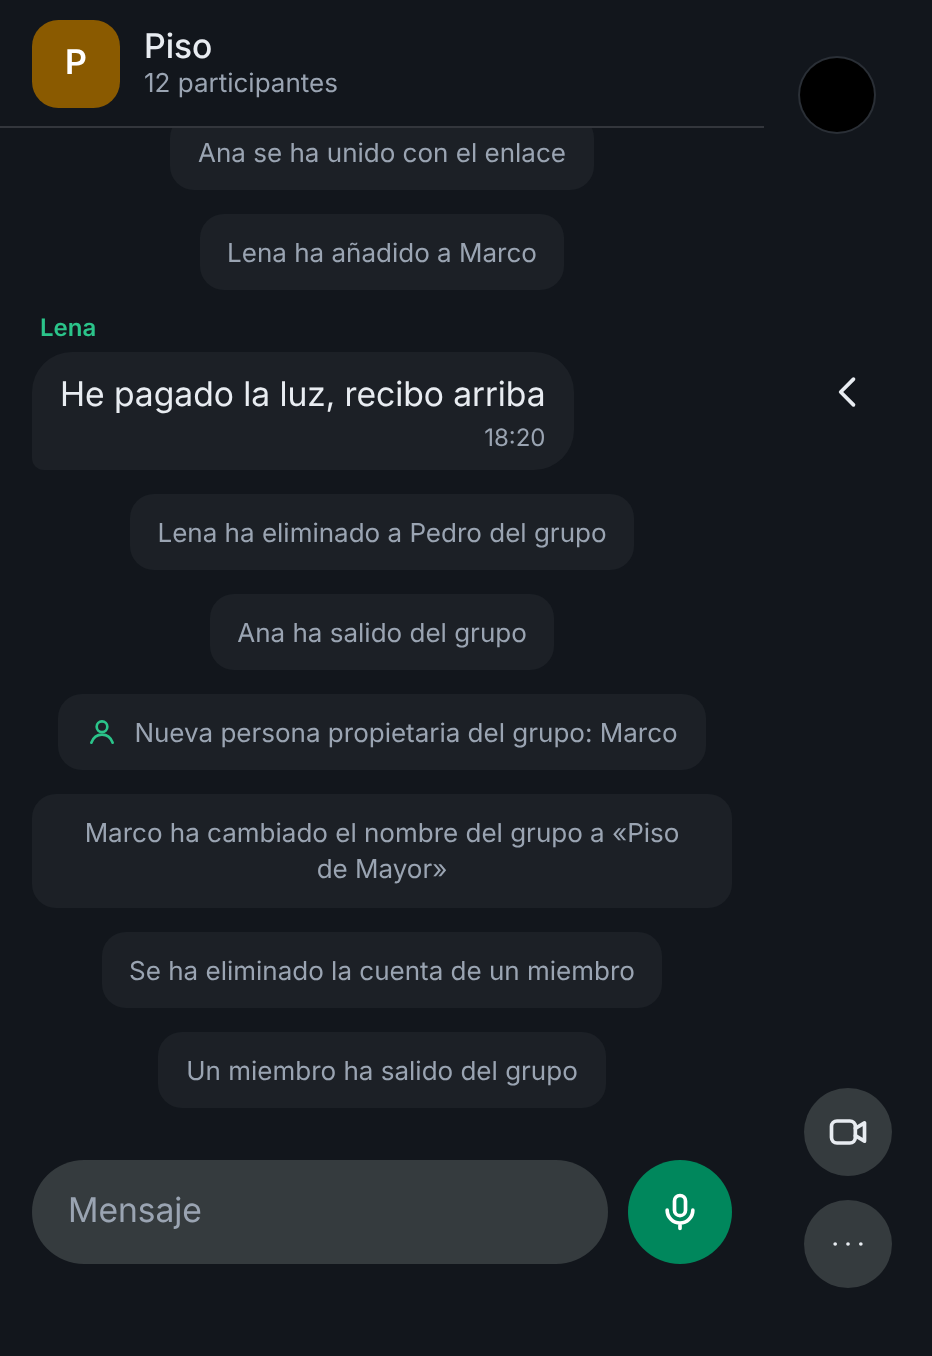 P
Piso
12 participantes
Ana se ha unido con el enlace
Lena ha añadido a Marco
Lena
He pagado la luz, recibo arriba
18:20
Lena ha eliminado a Pedro del grupo
Ana ha salido del grupo
Nueva persona propietaria del grupo: Marco
Marco ha cambiado el nombre del grupo a «Piso
de Mayor»
Se ha eliminado la cuenta de un miembro
Un miembro ha salido del grupo
Mensaje